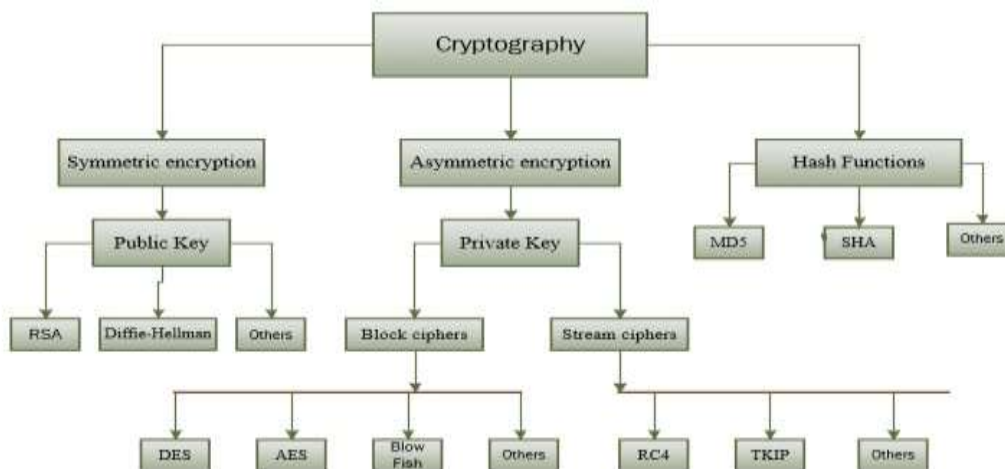 Cryptography
Symmetric encryption
Asymmetric encryption
Hash Functions
Public Key
Private Key
MD5
SHA
Others
RSA
Diffie-Hellman
Others
Block ciphers
Stream ciphers
DES
AES
Blow
Fish
Others
RC4
TKIP
Others